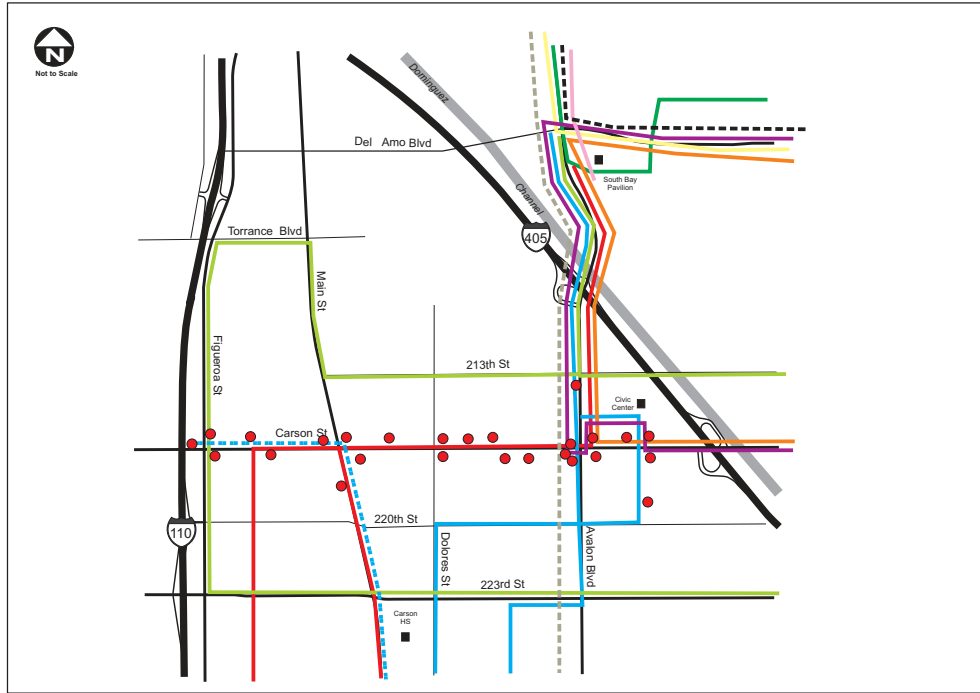 N
Not to Scale
Dominguez
Channel
Del Amo Blvd
South Bay
Pavilion
Torrance Blvd
405
Main St
Figueroa St
213th St
Civic
Center
Carson St
220th St
110
Dolores St
Avalon Blvd
223rd St
Carson
HS